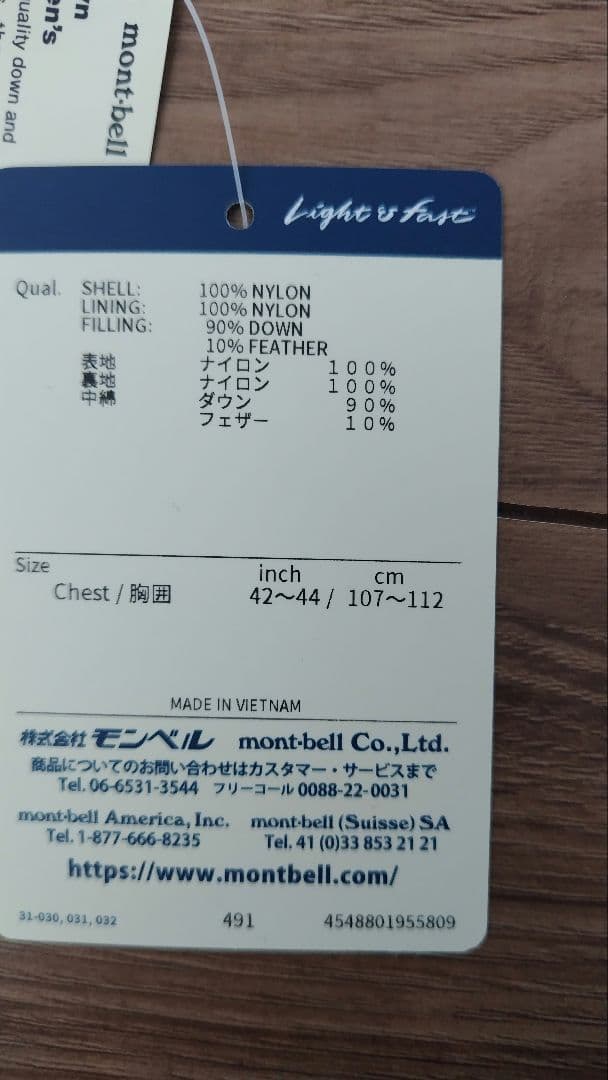 wn
en's
uality down and
mont·bell
Light & Fast
Qual. SHELL: 100% NYLON
LINING: 100% NYLON
FILLING: 90% DOWN
10% FEATHER
表地 ナイロン 100%
裏地 ナイロン 100%
中綿 ダウン 90%
フェザー 10%
Size inch cm
Chest / 胸囲 42〜44 / 107〜112
MADE IN VIETNAM
株式会社 モンベル mont-bell Co.,Ltd.
商品についてのお問い合わせはカスタマー・サービスまで
Tel. 06-6531-3544 フリーコール 0088-22-0031
mont-bell America, Inc. mont-bell (Suisse) SA
Tel. 1-877-666-8235 Tel. 41 (0)33 853 21 21
https://www.montbell.com/
31-030, 031, 032 491 4548801955809